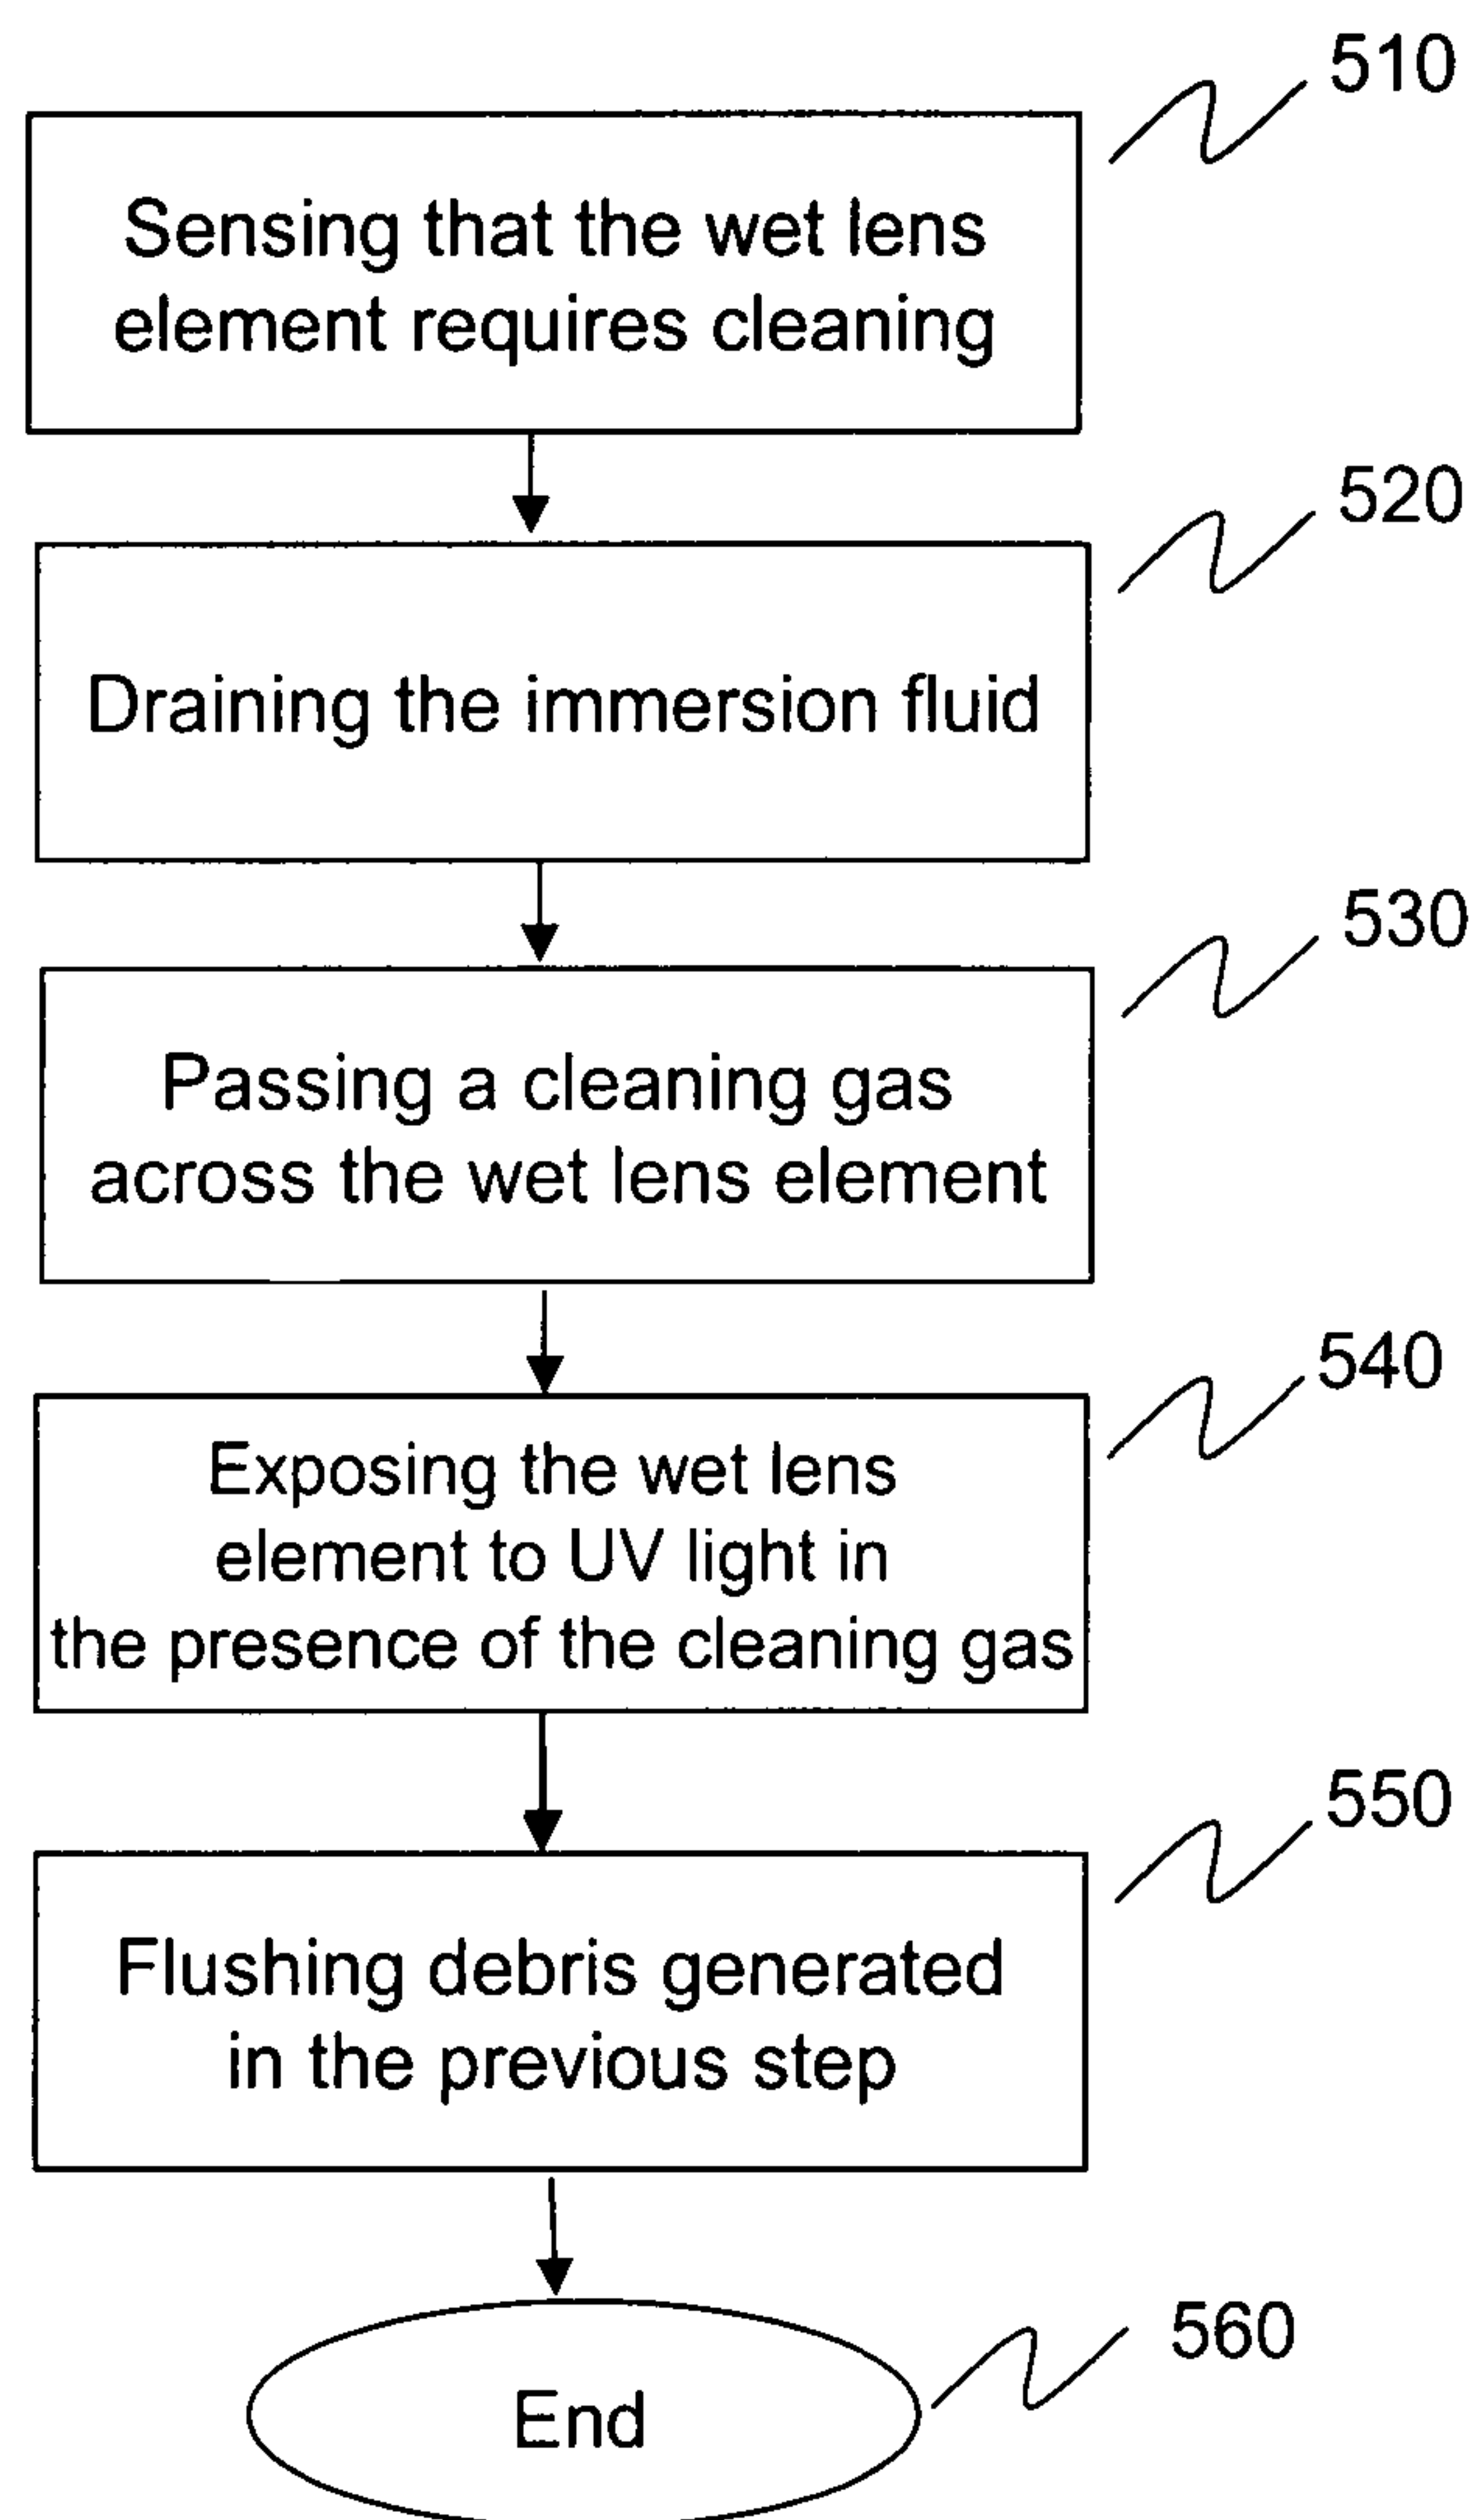 510
Sensing that the wet lens
element requires cleaning
520
Draining the immersion fluid
530
Passing a cleaning gas
across the wet lens element
540
Exposing the wet lens
element to UV light in
the presence of the cleaning gas
550
Flushing debris generated
in the previous step
560
End